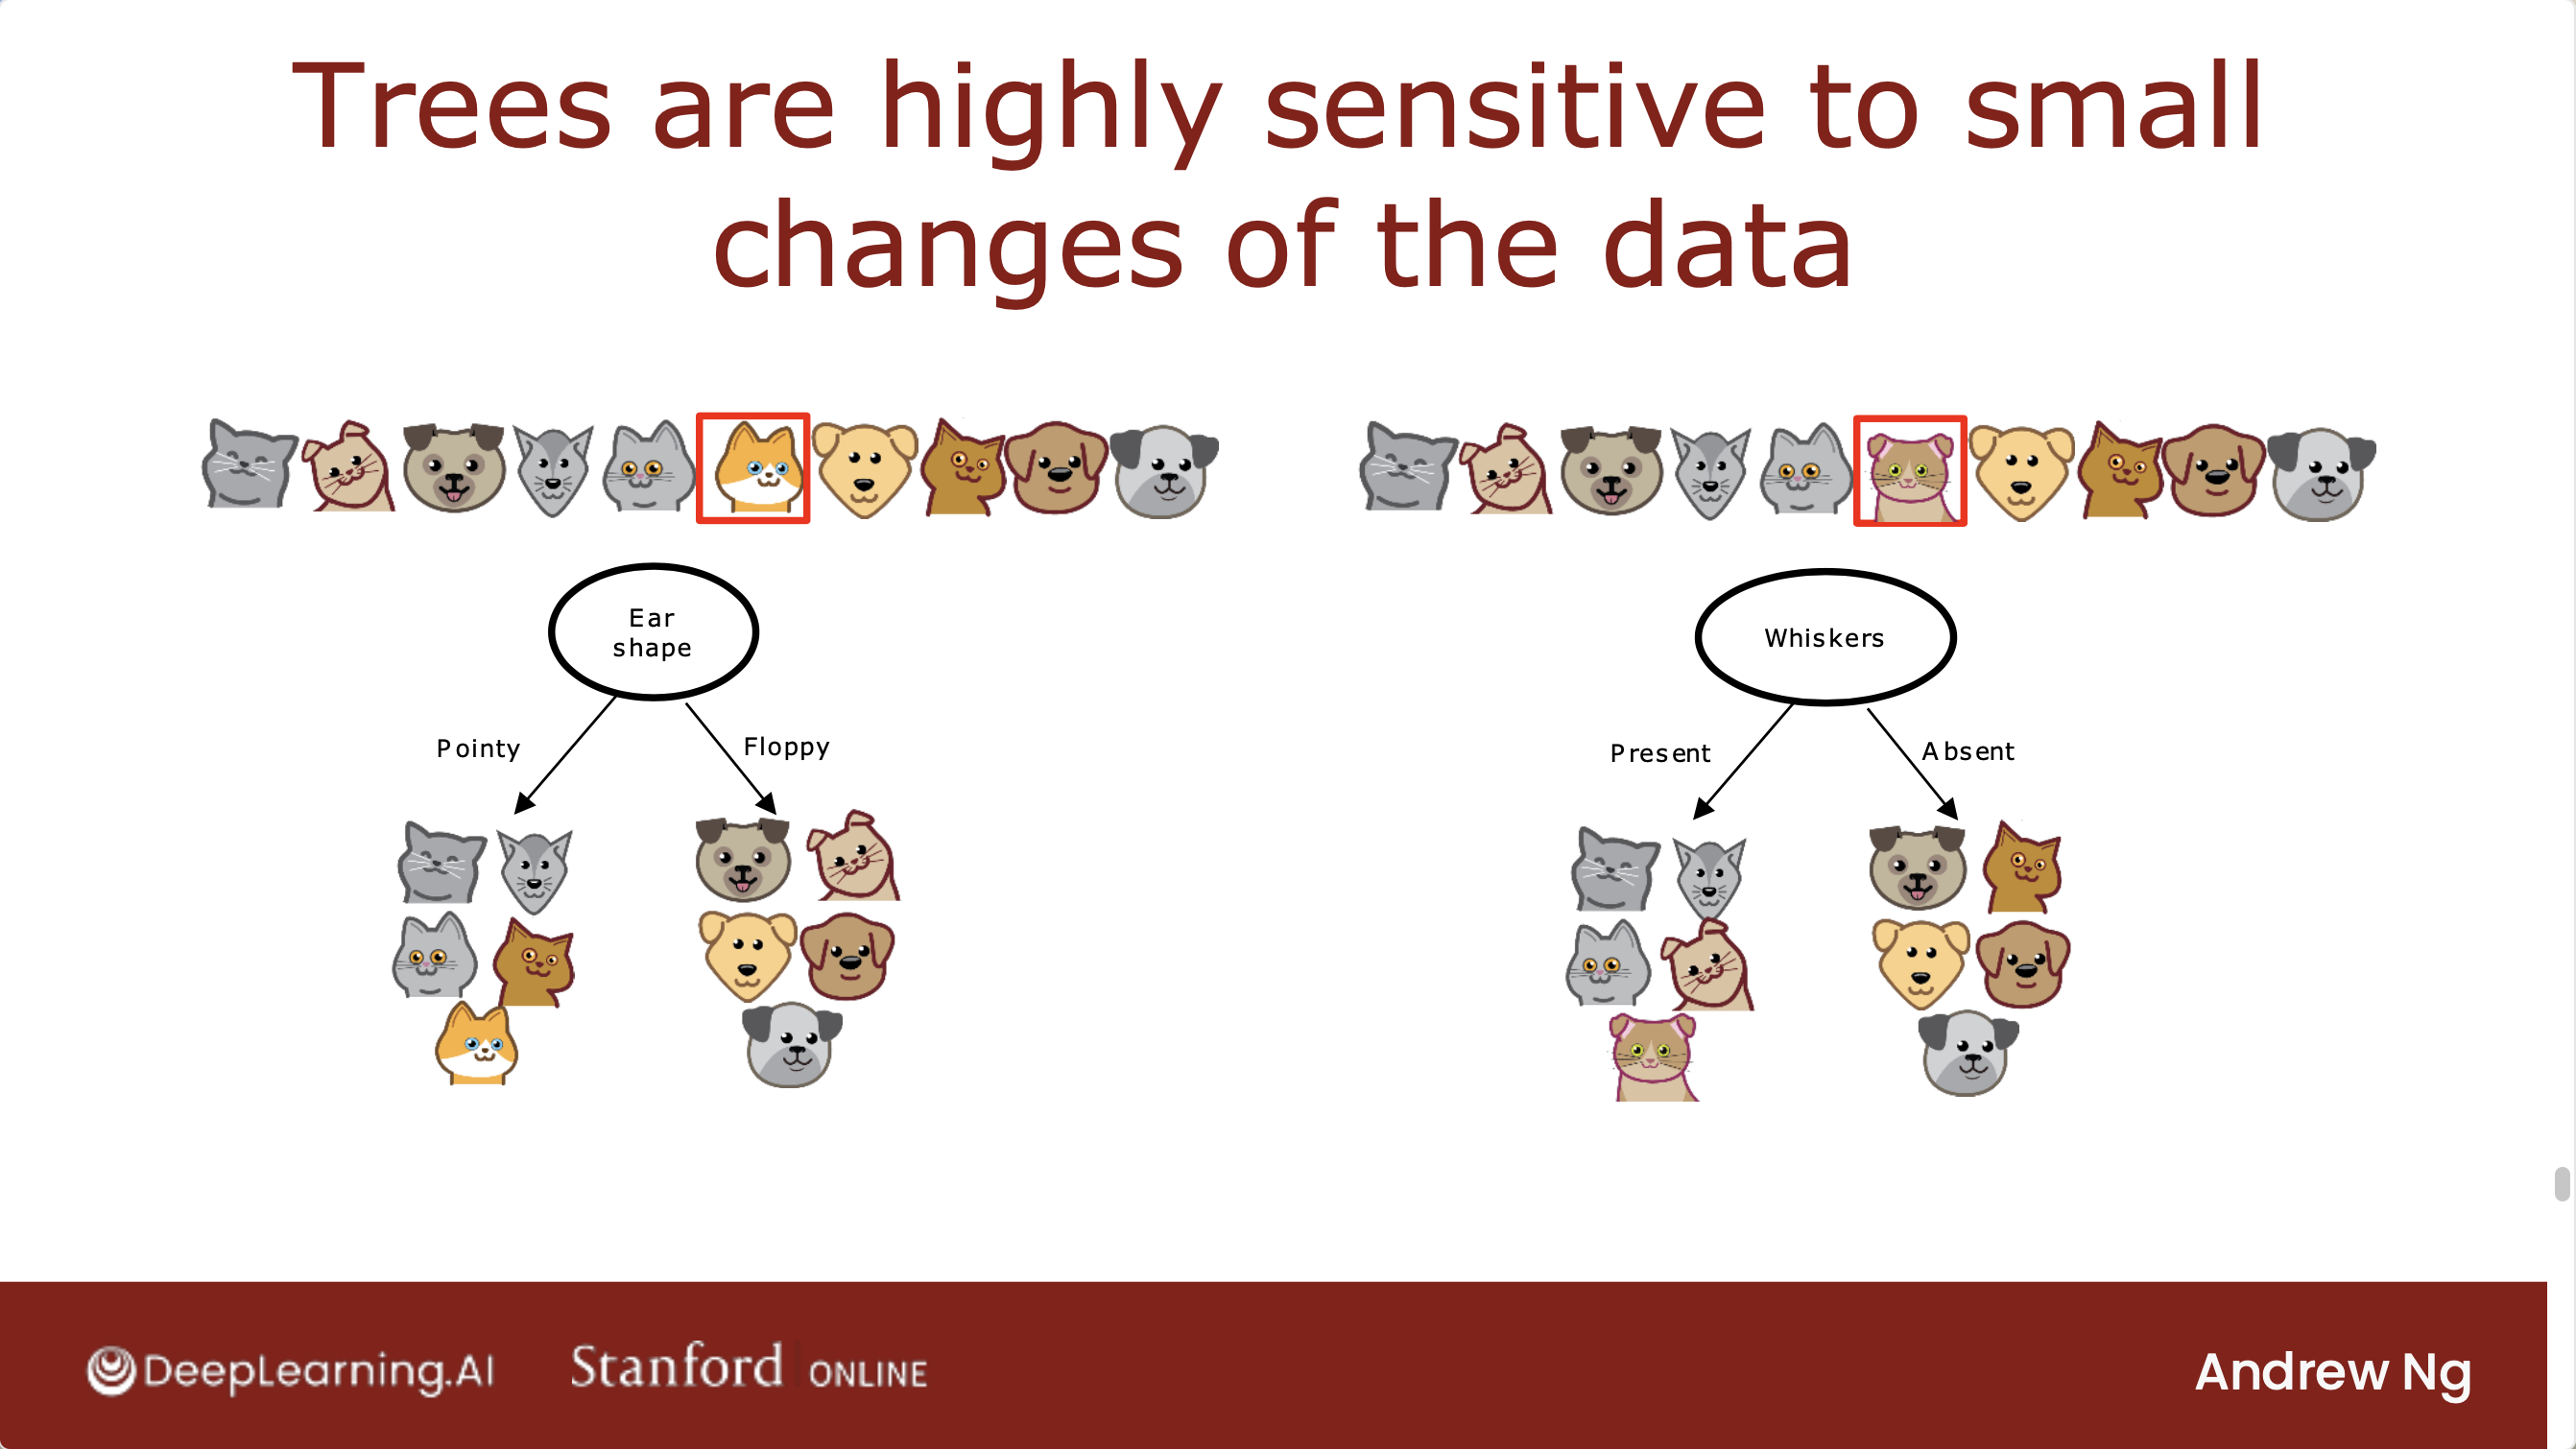 Trees are highly sensitive to small
changes of the data
Ear
shape
Pointy
Floppy
Whiskers
Present
Absent
DeepLearning.AI
Stanford ONLINE
Andrew Ng